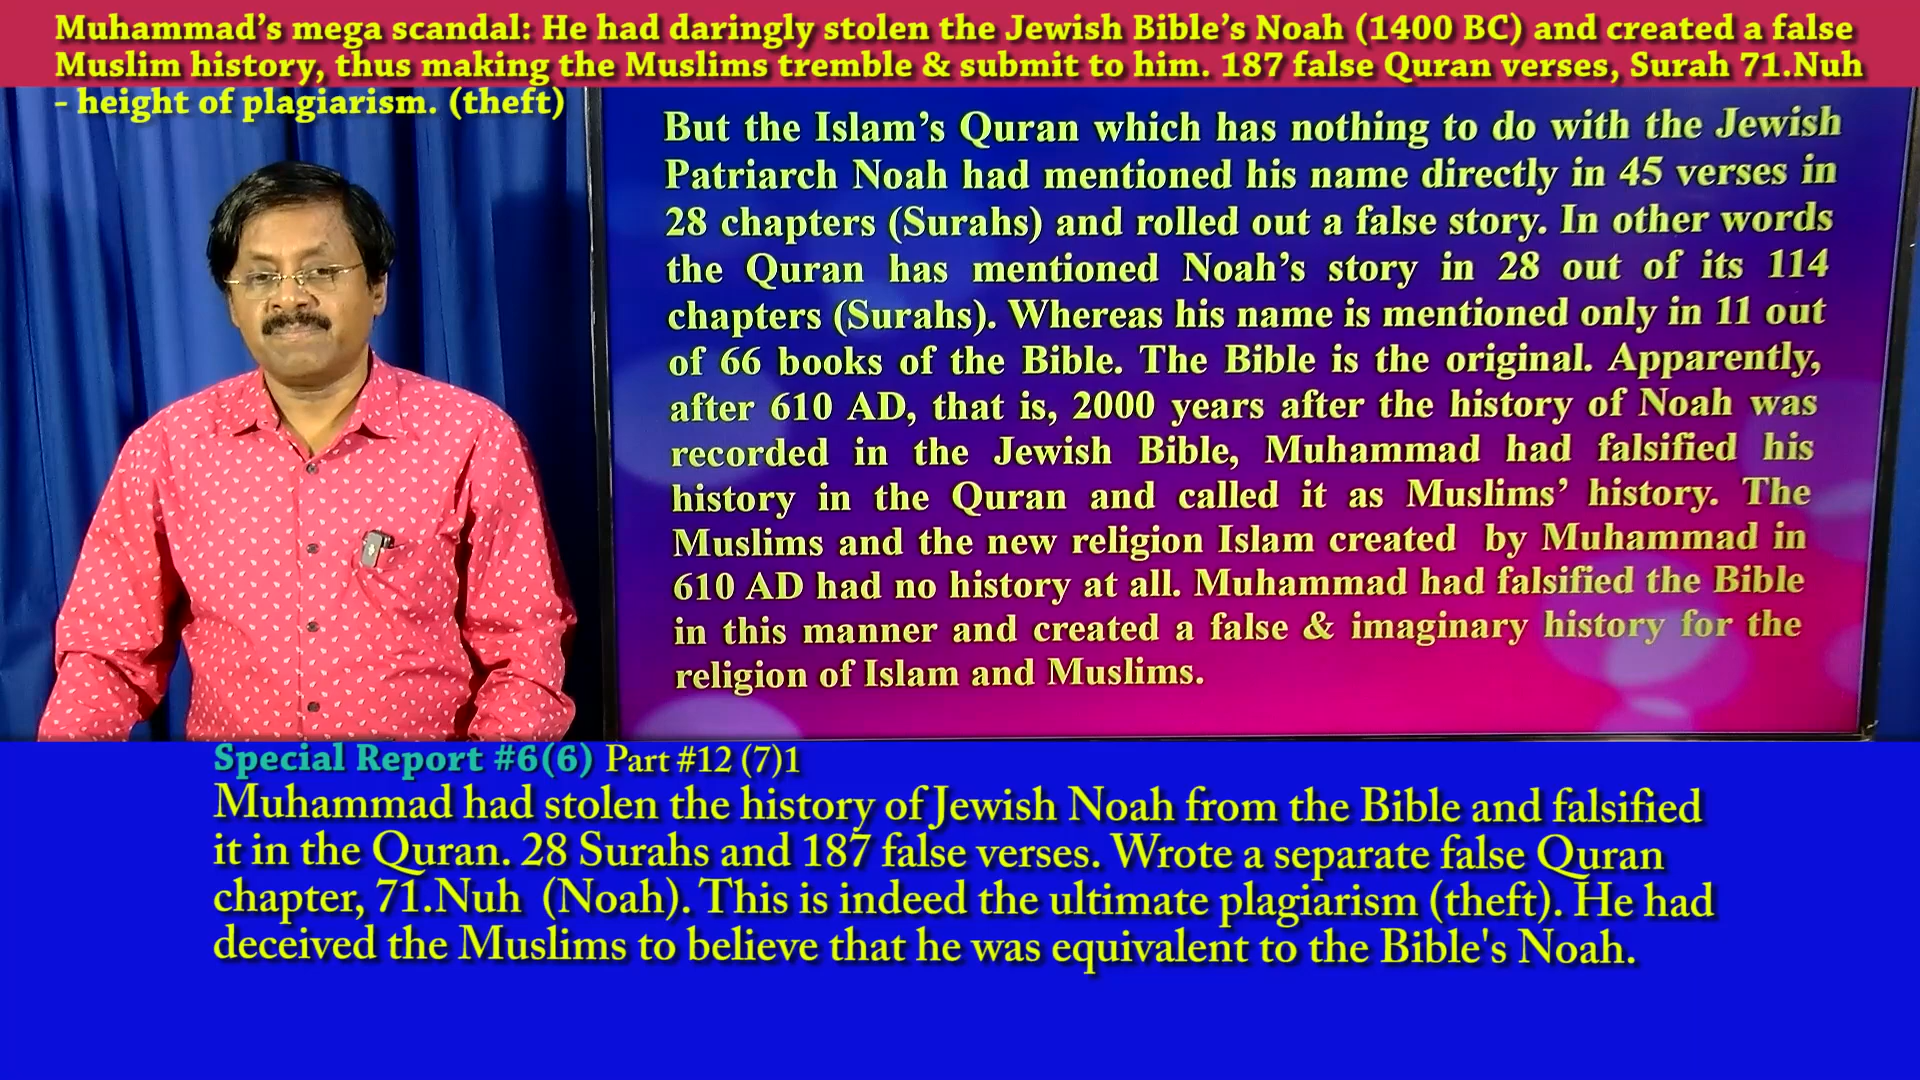 Muhammad’s mega scandal: He had daringly stolen the Jewish Bible’s Noah (1400 BC) and created a false
Muslim history, thus making the Muslims tremble & submit to him. 187 false Quran verses, Surah 71.Nuh
- height of plagiarism. (theft)
But the Islam’s Quran which has nothing to do with the Jewish
Patriarch Noah had mentioned his name directly in 45 verses in
28 chapters (Surahs) and rolled out a false story. In other words
the Quran has mentioned Noah’s story in 28 out of its 114
chapters (Surahs). Whereas his name is mentioned only in 11 out
of 66 books of the Bible. The Bible is the original. Apparently,
after 610 AD, that is, 2000 years after the history of Noah was
recorded in the Jewish Bible, Muhammad had falsified his
history in the Quran and called it as Muslims’ history. The
Muslims and the new religion Islam created by Muhammad in
610 AD had no history at all. Muhammad had falsified the Bible
in this manner and created a false & imaginary history for the
religion of Islam and Muslims.
Special Report #6(6) Part #12 (7)1
Muhammad had stolen the history of Jewish Noah from the Bible and falsified
it in the Quran. 28 Surahs and 187 false verses. Wrote a separate false Quran
chapter, 71.Nuh (Noah). This is indeed the ultimate plagiarism (theft). He had
deceived the Muslims to believe that he was equivalent to the Bible's Noah.